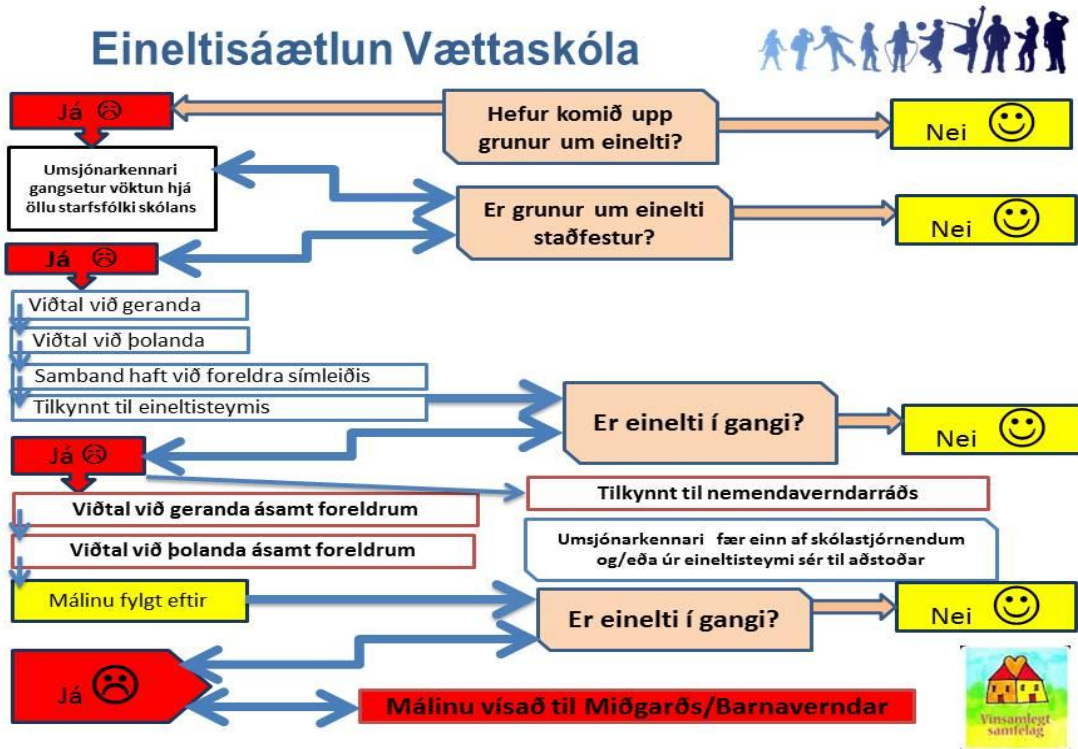 Eineltisáætlun Vættaskóla
Já
Hefur komið upp
grunur um einelti?
Nei
Umsjónarkennari
gangsetur vöktun hjá
öllu starfsfólki skólans
Er grunur um einelti
staðfestur?
Nei
Já
Viðtal við geranda
Viðtal við þolanda
Samband haft við foreldra símleiðis
Tilkynnt til eineltisteymis
Er einelti í gangi?
Nei
Já
Tilkynnt til nemendaverndarráðs
Viðtal við geranda ásamt foreldrum
Viðtal við þolanda ásamt foreldrum
Umsjónarkennari fær einn af skólastjórnendum
og/eða úr eineltisteymi sér til aðstoðar
Málinu fylgt eftir
Er einelti í gangi?
Nei
Já
Málinu vísað til Miðgarðs/Barnaverndar
Vinsamlegt
samfélag